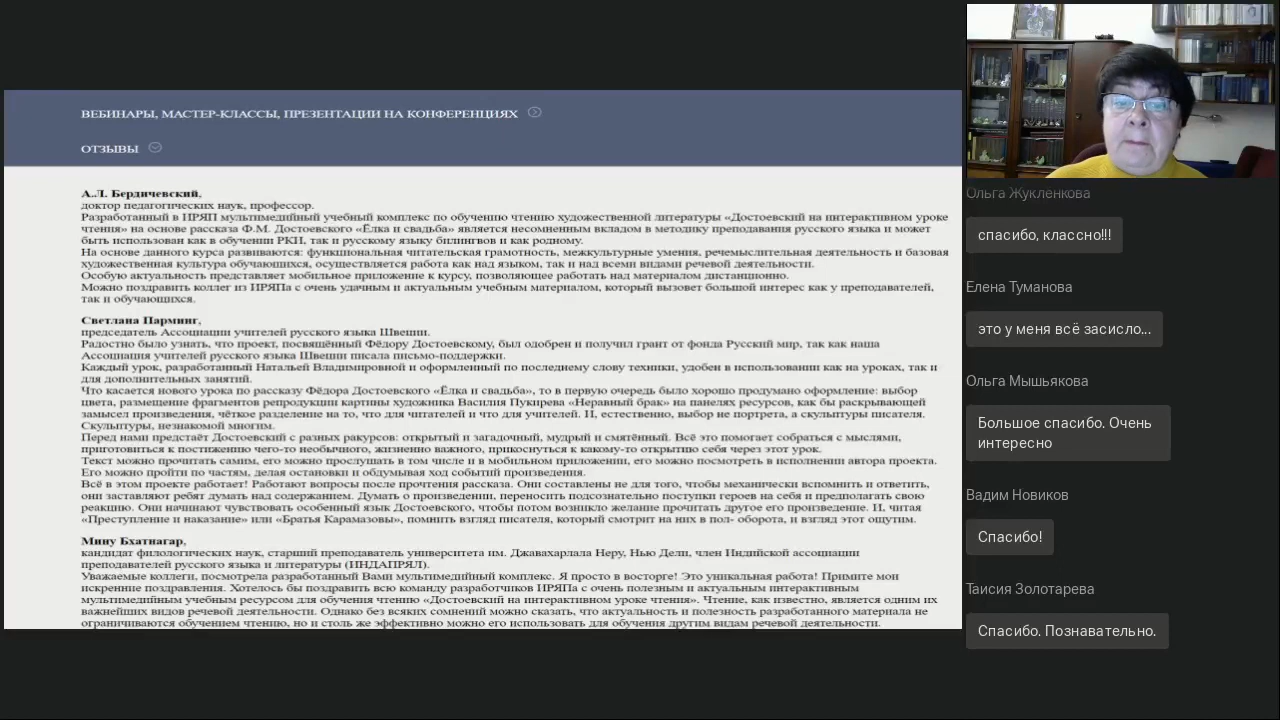 ВЕБИНАРЫ, МАСТЕР-КЛАССЫ, ПРЕЗЕНТАЦИИ НА КОНФЕРЕНЦИЯХ
ОТЗЫВЫ
А.Л. Бердичевский,
доктор педагогических наук, профессор.
Разработанный в ИРЯП мультимедийный учебный комплекс по обучению чтению художественной литературы «Достоевский на интерактивном уроке
чтения» на основе рассказа Ф.М. Достоевского «Ёлка и свадьба» является несомненным вкладом в методику преподавания русского языка и может
быть использован как в обучении РКИ, так и русскому языку билингвов и как родному.
На основе данного курса развиваются: функциональная читательская грамотность, межкультурные умения, речемыслительная деятельность и базовая
художественная культура обучающихся, осуществляется работа как над языком, так и над всеми видами речевой деятельности.
Особую актуальность представляет мобильное приложение к курсу, позволяющее работать над материалом дистанционно.
Можно поздравить коллег из ИРЯПа с очень удачным и актуальным учебным материалом, который вызовет большой интерес как у преподавателей,
так и обучающихся.
Светлана Парминг,
председатель Ассоциации учителей русского языка Швеции.
Радостно было узнать, что проект, посвящённый Фёдору Достоевскому, был одобрен и получил грант от фонда Русский мир, так как наша
Ассоциация учителей русского языка Швеции писала письмо-поддержки.
Каждый урок, разработанный Натальей Владимировной и оформленный по последнему слову техники, удобен в использовании как на уроках, так и
для дополнительных занятий.
Что касается нового урока по рассказу Фёдора Достоевского «Ёлка и свадьба», то в первую очередь было хорошо продумано оформление: выбор
цвета, размещение фрагментов репродукции картины художника Василия Пукирева «Неравный брак» на панелях ресурсов, как бы раскрывающей
замысел произведения, чёткое разделение на то, что для читателей и что для учителей. И, естественно, выбор не портрета, а скульптуры писателя.
Скульптуры, незнакомой многим.
Перед нами предстаёт Достоевский с разных ракурсов: открытый и загадочный, мудрый и смятённый. Всё это помогает собраться с мыслями,
приготовиться к постижению чего-то необычного, жизненно важного, прикоснуться к какому-то открытию себя через этот урок.
Текст можно прочитать самим, его можно прослушать в том числе и в мобильном приложении, его можно посмотреть в исполнении автора проекта.
Его можно пройти по частям, делая остановки и обдумывая ход событий произведения.
Всё в этом проекте работает! Работают вопросы после прочтения рассказа. Они составлены не для того, чтобы механически вспомнить и ответить,
они заставляют ребят думать над содержанием. Думать о произведении, переносить подсознательно поступки героев на себя и предполагать свою
реакцию. Они начинают чувствовать особенный язык Достоевского, чтобы потом возникло желание прочитать другое его произведение. И, читая
«Преступление и наказание» или «Братья Карамазовы», помнить взгляд писателя, который смотрит на них в пол- оборота, и взгляд этот ощутим.
Мину Бхатнагар,
кандидат филологических наук, старший преподаватель университета им. Джавахарлала Неру, Нью Дели, член Индийской ассоциации
преподавателей русского языка и литературы (ИНДАПРЯЛ).
Уважаемые коллеги, посмотрела разработанный Вами мультимедийный комплекс. Я просто в восторге! Это уникальная работа! Примите мои
искренние поздравления. Хотелось бы поздравить всю команду разработчиков ИРЯПа с очень полезным и актуальным интерактивным
мультимедийным учебным ресурсом для обучения чтению «Достоевский на интерактивном уроке чтения». Чтение, как известно, является одним их
важнейших видов речевой деятельности. Однако без всяких сомнений можно сказать, что актуальность и полезность разработанного материала не
ограничиваются обучением чтению, но и столь же эффективно можно его использовать для обучения другим видам речевой деятельности.
Ольга Жукленкова
спасибо, классно!!!
Елена Туманова
это у меня всё засисло...
Ольга Мышьякова
Большое спасибо. Очень
интересно
Вадим Новиков
Спасибо!
Таисия Золотарева
Спасибо. Познавательно.